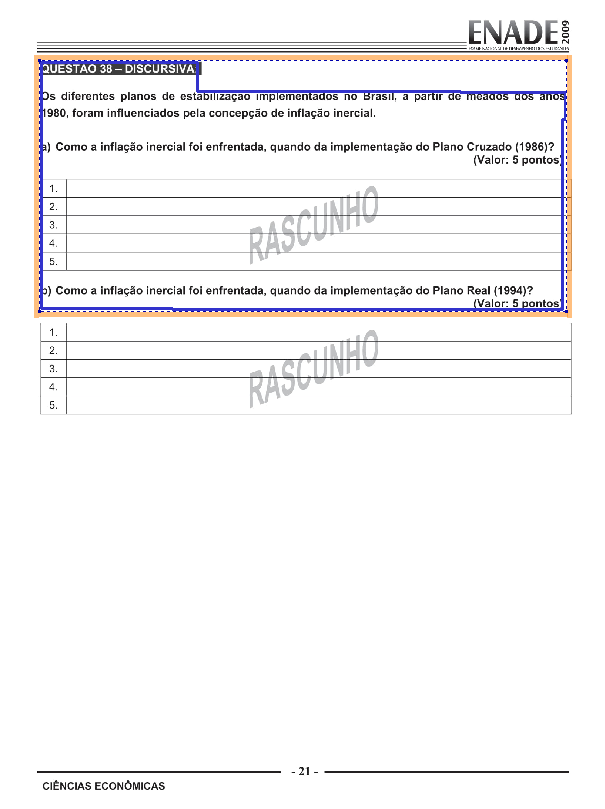 ENADE 2009
EXAME NACIONAL DE DESEMPENHO DOS ESTUDANTES
QUESTÃO 38 – DISCURSIVA
Os diferentes planos de estabilização implementados no Brasil, a partir de meados dos anos
1980, foram influenciados pela concepção de inflação inercial.
a) Como a inflação inercial foi enfrentada, quando da implementação do Plano Cruzado (1986)?
(Valor: 5 pontos)
1.
2.
3.
4.
5.
RASCUNHO
b) Como a inflação inercial foi enfrentada, quando da implementação do Plano Real (1994)?
(Valor: 5 pontos)
1.
2.
3.
4.
5.
RASCUNHO
- 21 -
CIÊNCIAS ECONÔMICAS